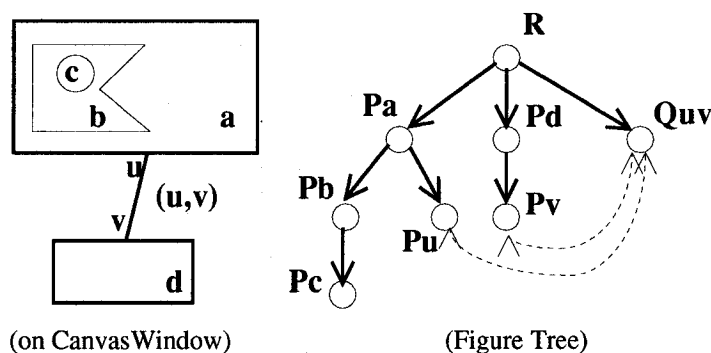 c
b
a
u
(u,v)
v
d
(on CanvasWindow)
R
Pa
Pd
Quv
Pb
Pu
Pv
Pc
(Figure Tree)